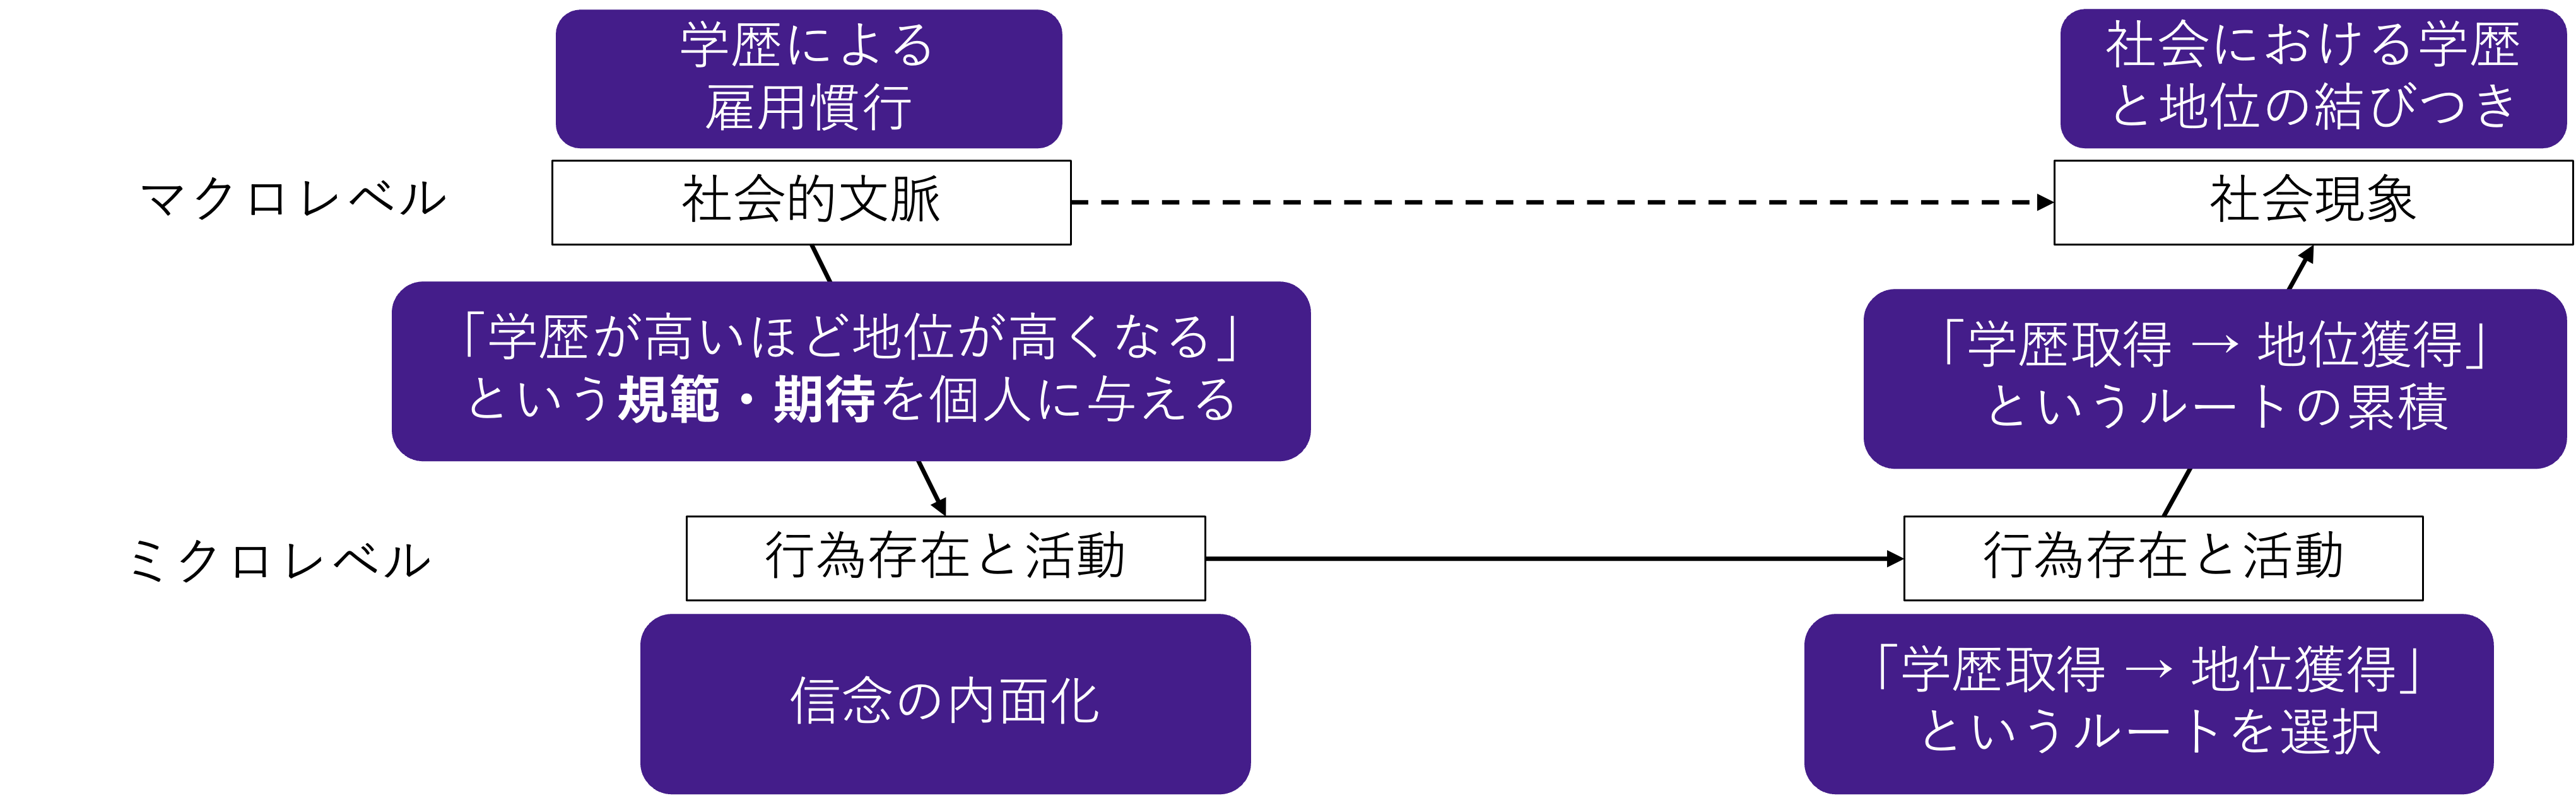 学歴による
雇用慣行
社会における学歴
と地位の結びつき
マクロレベル
社会的文脈
社会現象
「学歴が高いほど地位が高くなる」
という規範・期待を個人に与える
「学歴取得 → 地位獲得」
というルートの累積
ミクロレベル
行為存在と活動
行為存在と活動
信念の内面化
「学歴取得 → 地位獲得」
というルートを選択